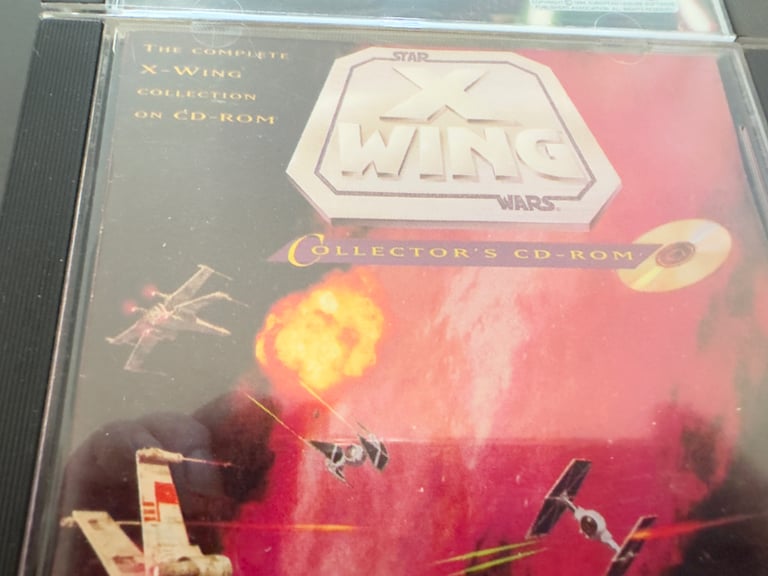 THE COMPLETE
X-WING
COLLECTION
ON CD-ROM
STAR
X
WING
WARS
COLLECTOR'S CD-ROM